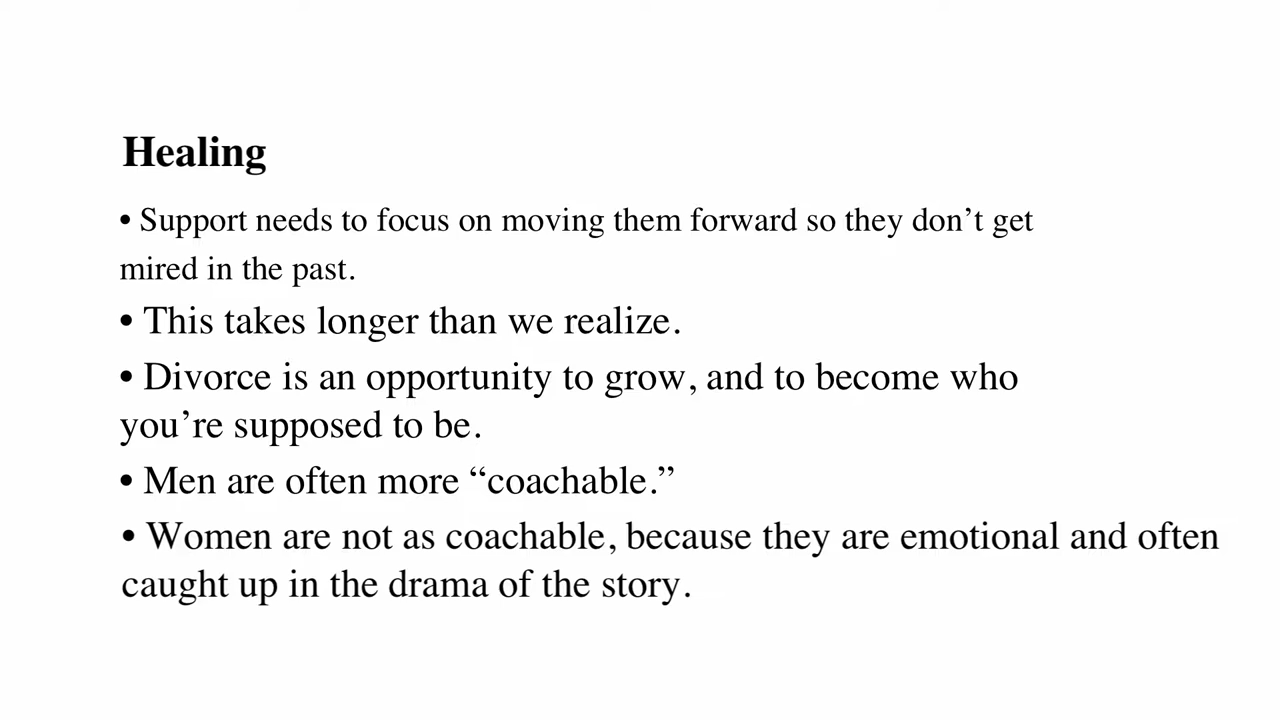 Healing
• Support needs to focus on moving them forward so they don’t get
mired in the past.
• This takes longer than we realize.
• Divorce is an opportunity to grow, and to become who
you’re supposed to be.
• Men are often more “coachable.”
• Women are not as coachable, because they are emotional and often
caught up in the drama of the story.